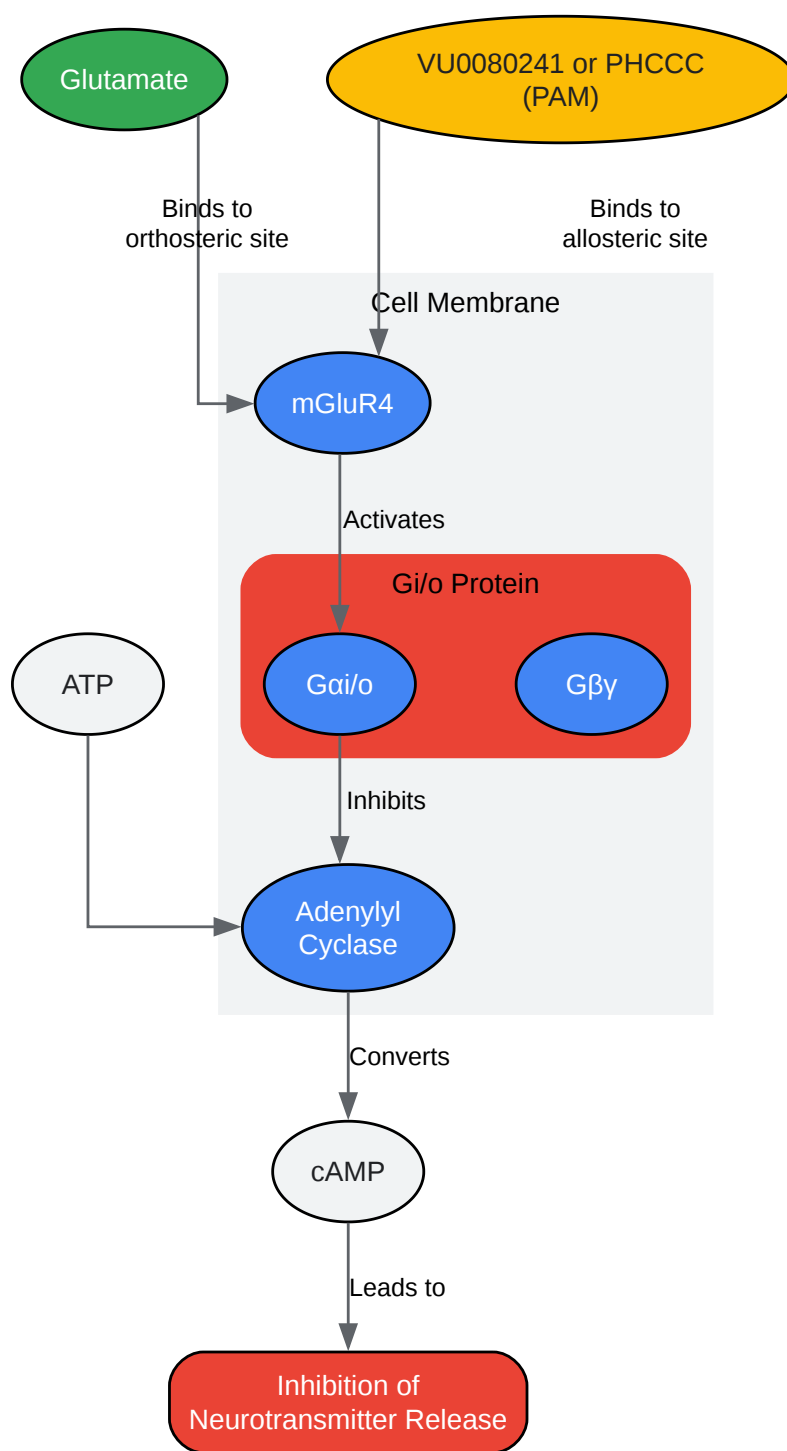 Glutamate
VU0080241 or PHCCC
(PAM)
Binds to
orthosteric site
Binds to
allosteric site
Cell Membrane
mGluR4
Activates
Gi/o Protein
ATP
Gαi/o
Gβγ
Inhibits
Adenylyl
Cyclase
Converts
cAMP
Leads to
Inhibition of
Neurotransmitter Release